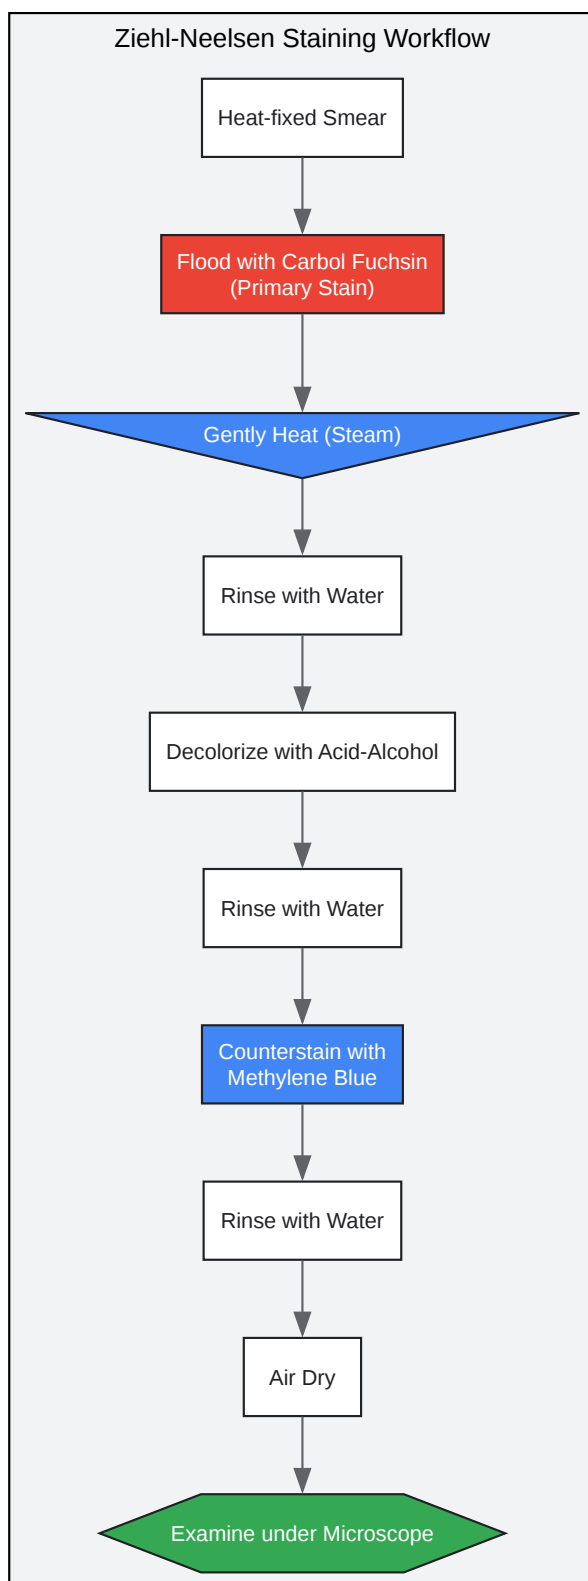 Ziehl-Neelsen Staining Workflow
Heat-fixed Smear
Flood with Carbol Fuchsin
(Primary Stain)
Gently Heat (Steam)
Rinse with Water
Decolorize with Acid-Alcohol
Rinse with Water
Counterstain with
Methylene Blue
Rinse with Water
Air Dry
Examine under Microscope